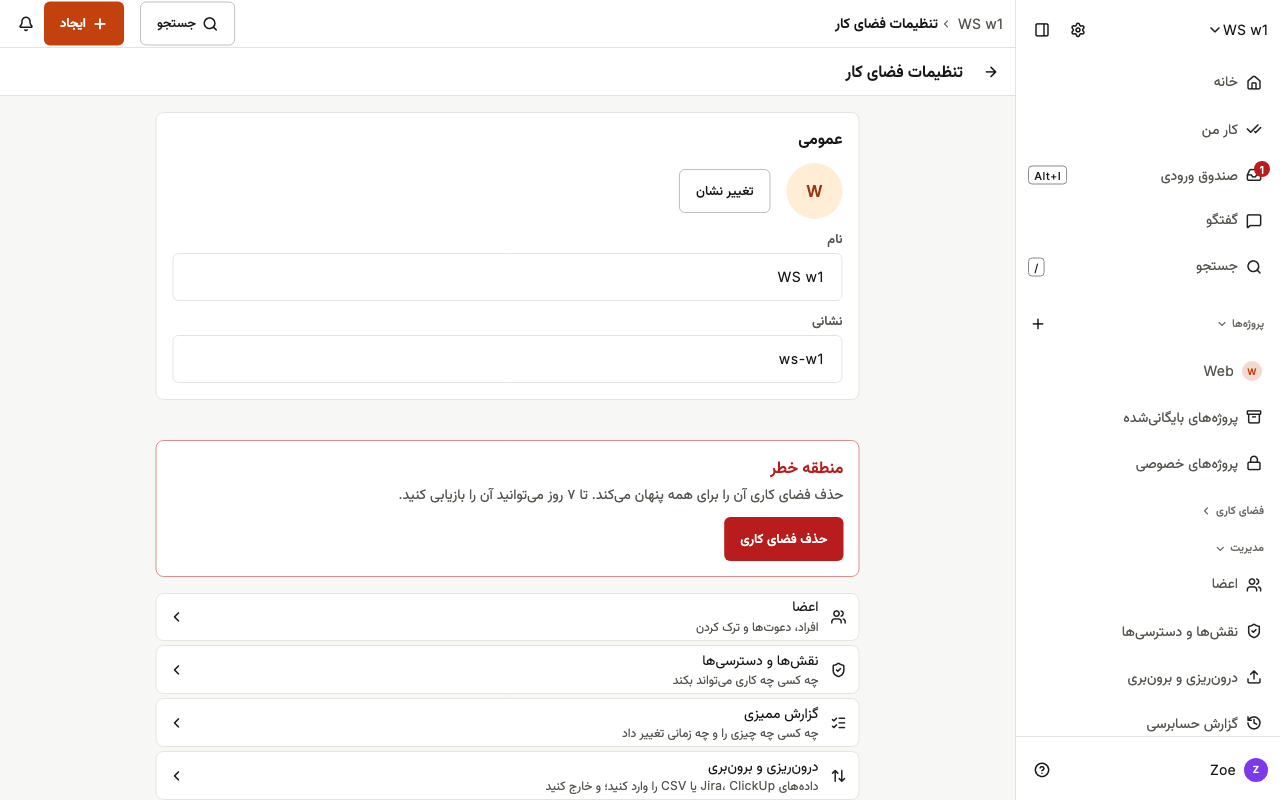 WS w1
خانه
کار من
1
صندوق ورودی
Alt+I
گفتگو
جستجو
/
پروژه‌ها
W
Web
پروژه‌های بایگانی‌شده
پروژه‌های خصوصی
فضای کاری
مدیریت
اعضا
نقش‌ها و دسترسی‌ها
درون‌ریزی و برون‌بری
گزارش حسابرسی
Z
Zoe
WS w1 › تنظیمات فضای کار
جستجو
ایجاد
تنظیمات فضای کار
عمومی
W
تغییر نشان
نام
WS w1
نشانی
ws-w1
منطقه خطر
حذف فضای کاری آن را برای همه پنهان می‌کند. تا ۷ روز می‌توانید آن را بازیابی کنید.
حذف فضای کاری
اعضا
افراد، دعوت‌ها و ترک کردن
نقش‌ها و دسترسی‌ها
چه کسی چه کاری می‌تواند بکند
گزارش ممیزی
چه کسی چه چیزی را و چه زمانی تغییر داد
درون‌ریزی و برون‌بری
داده‌های Jira، ClickUp یا CSV را وارد کنید؛ و خارج کنید